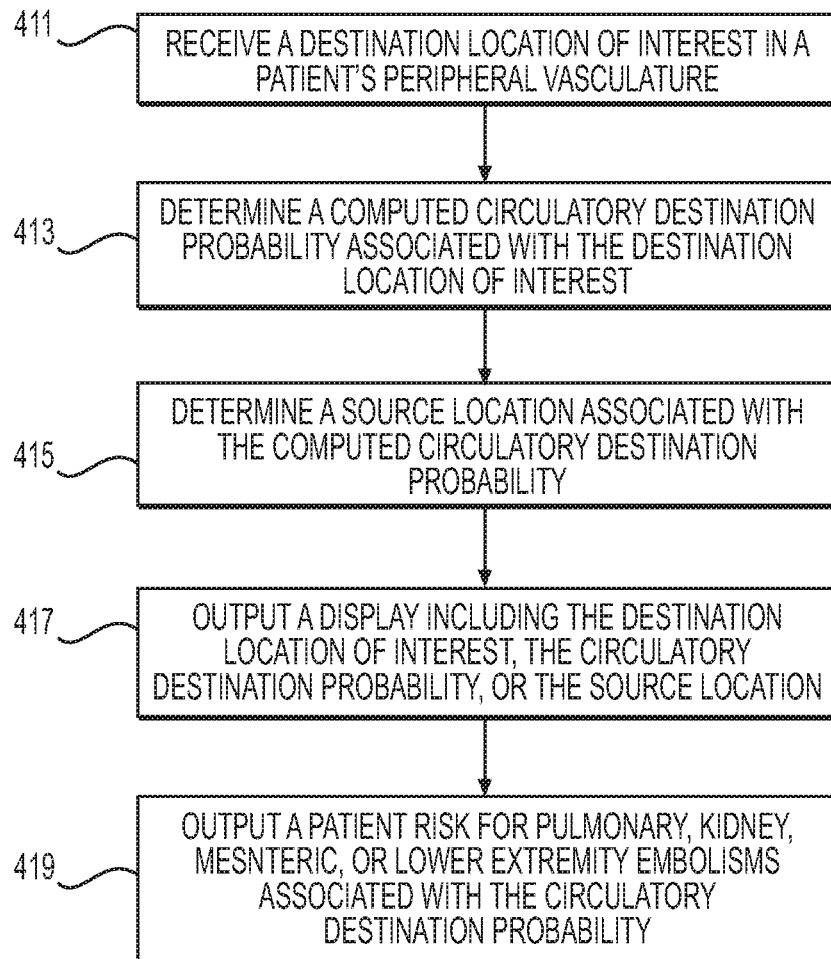 411
RECEIVE A DESTINATION LOCATION OF INTEREST IN A
PATIENT'S PERIPHERAL VASCULATURE
413
DETERMINE A COMPUTED CIRCULATORY DESTINATION
PROBABILITY ASSOCIATED WITH THE DESTINATION
LOCATION OF INTEREST
415
DETERMINE A SOURCE LOCATION ASSOCIATED WITH
THE COMPUTED CIRCULATORY DESTINATION
PROBABILITY
417
OUTPUT A DISPLAY INCLUDING THE DESTINATION
LOCATION OF INTEREST, THE CIRCULATORY
DESTINATION PROBABILITY, OR THE SOURCE LOCATION
419
OUTPUT A PATIENT RISK FOR PULMONARY, KIDNEY,
MESNTERIC, OR LOWER EXTREMITY EMBOLISMS
ASSOCIATED WITH THE CIRCULATORY
DESTINATION PROBABILITY